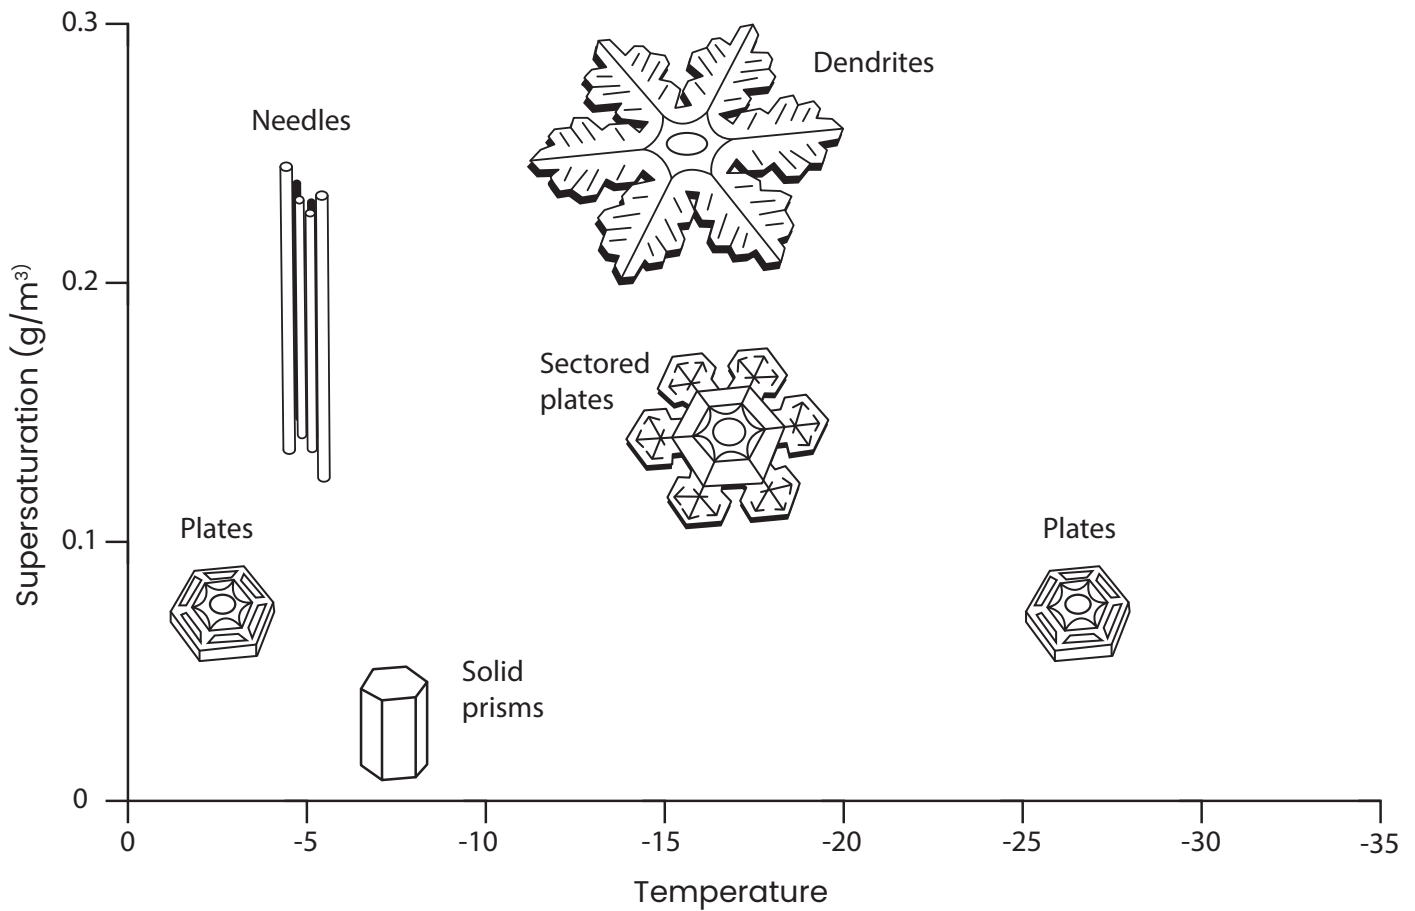 0.3
Dendrites
Needles
0.2
Supersaturation (g/m³)
Sectored
plates
Plates
Plates
0.1
Solid
prisms
0
0 -5 -10 -15 -20 -25 -30 -35
Temperature